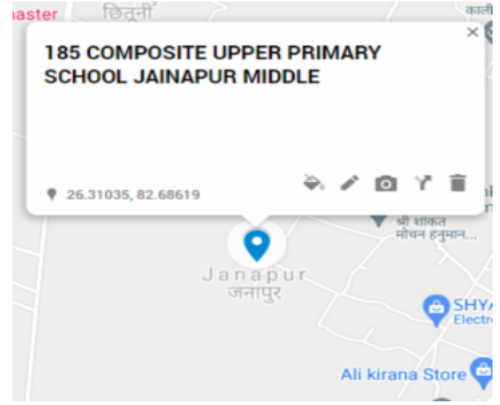 aster
छितूनी
185 COMPOSITE UPPER PRIMARY
SCHOOL JAINAPUR MIDDLE
26.31035, 82.68619
श्री शंकत
मोचन हनुमान...
Janapur
जनापुर
SHYA
Electr
Ali kirana Store